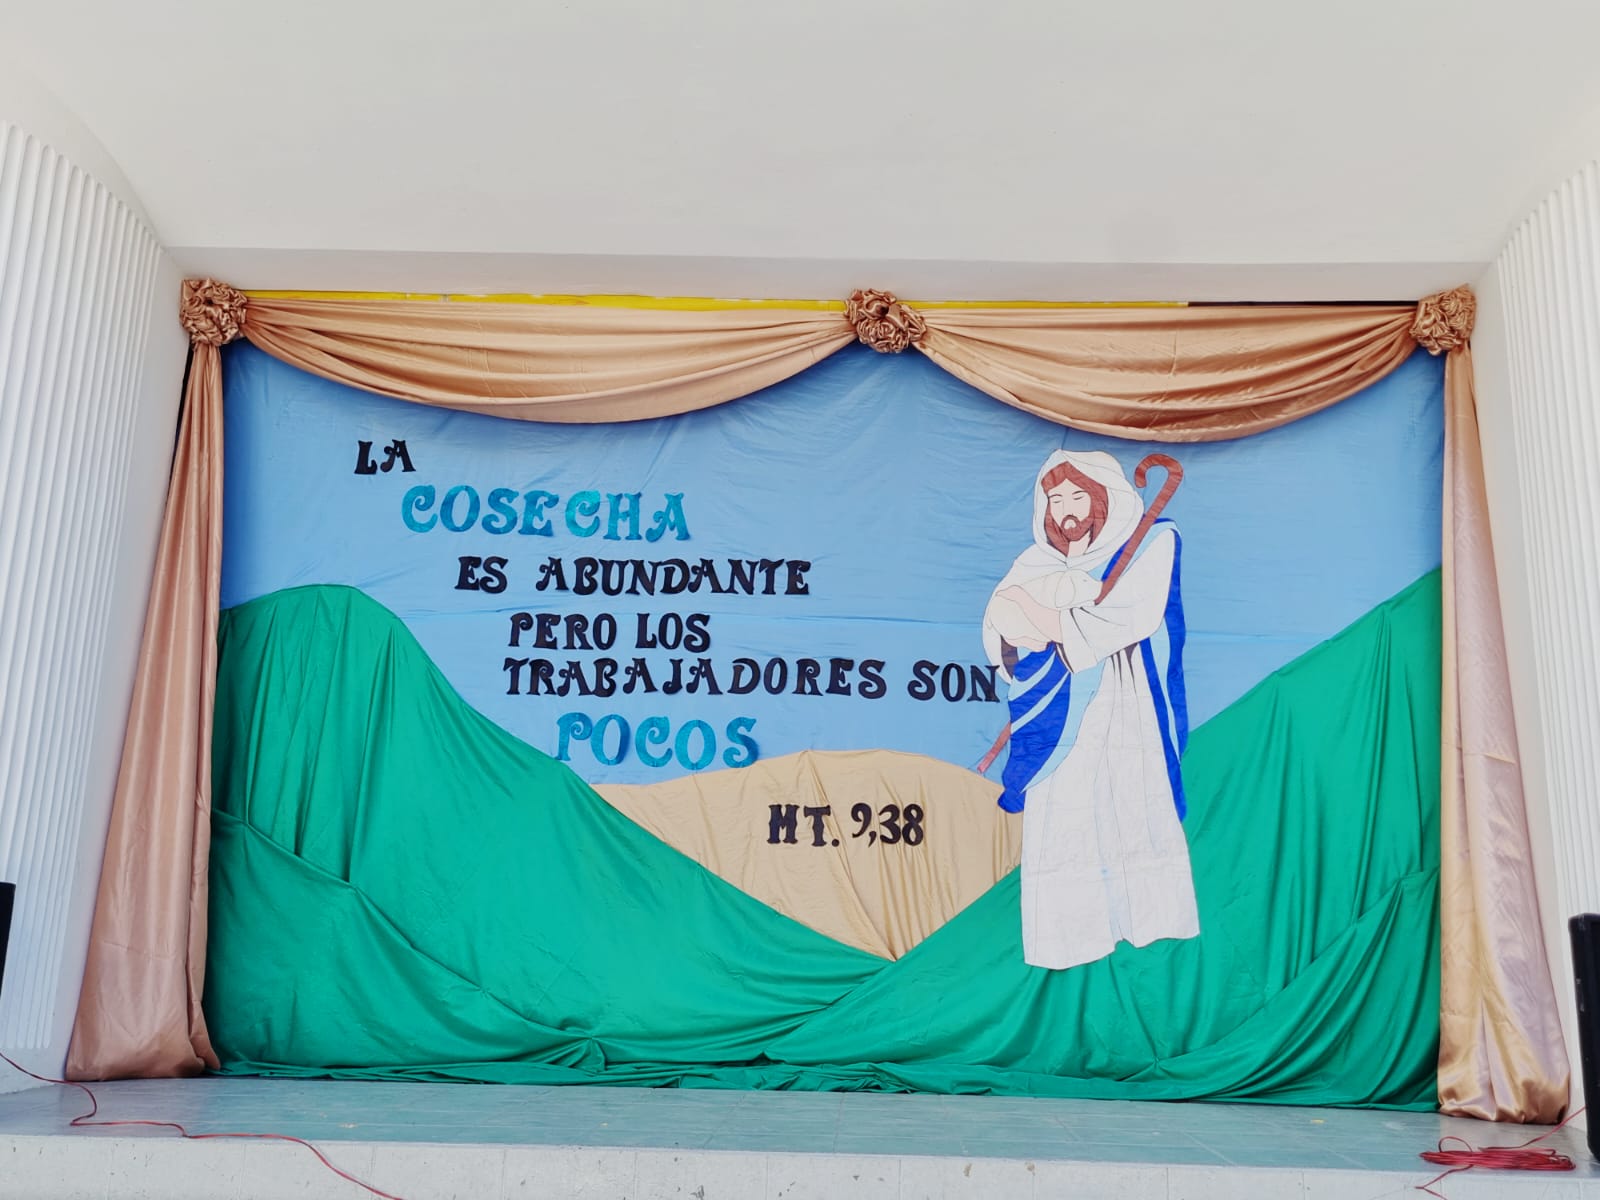 LA
COSECHA
ES ABUNDANTE
PERO LOS
TRABAJADORES SON
POCOS
MT. 9,38